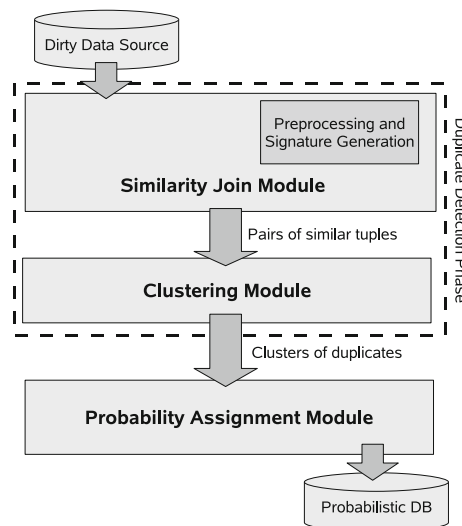 Dirty Data Source
Preprocessing and
Signature Generation
Similarity Join Module
Pairs of similar tuples
Duplicate Detection Phase
Clustering Module
Clusters of duplicates
Probability Assignment Module
Probabilistic DB